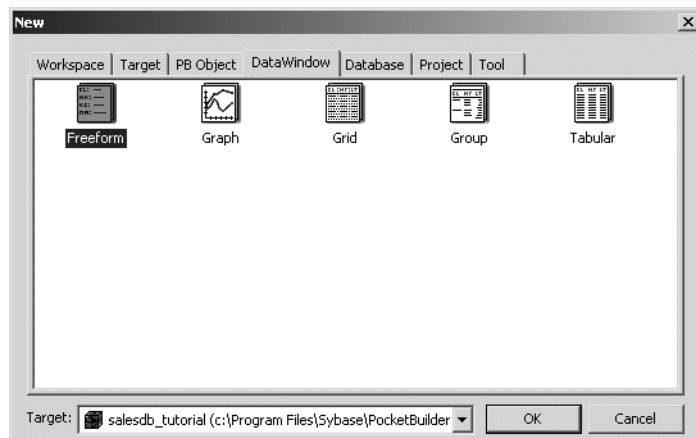 New
Workspace Target PB Object DataWindow Database Project Tool
Freeform Graph Grid Group Tabular
Target: salesdb_tutorial (c:\Program Files\Sybase\PocketBuilder OK Cancel